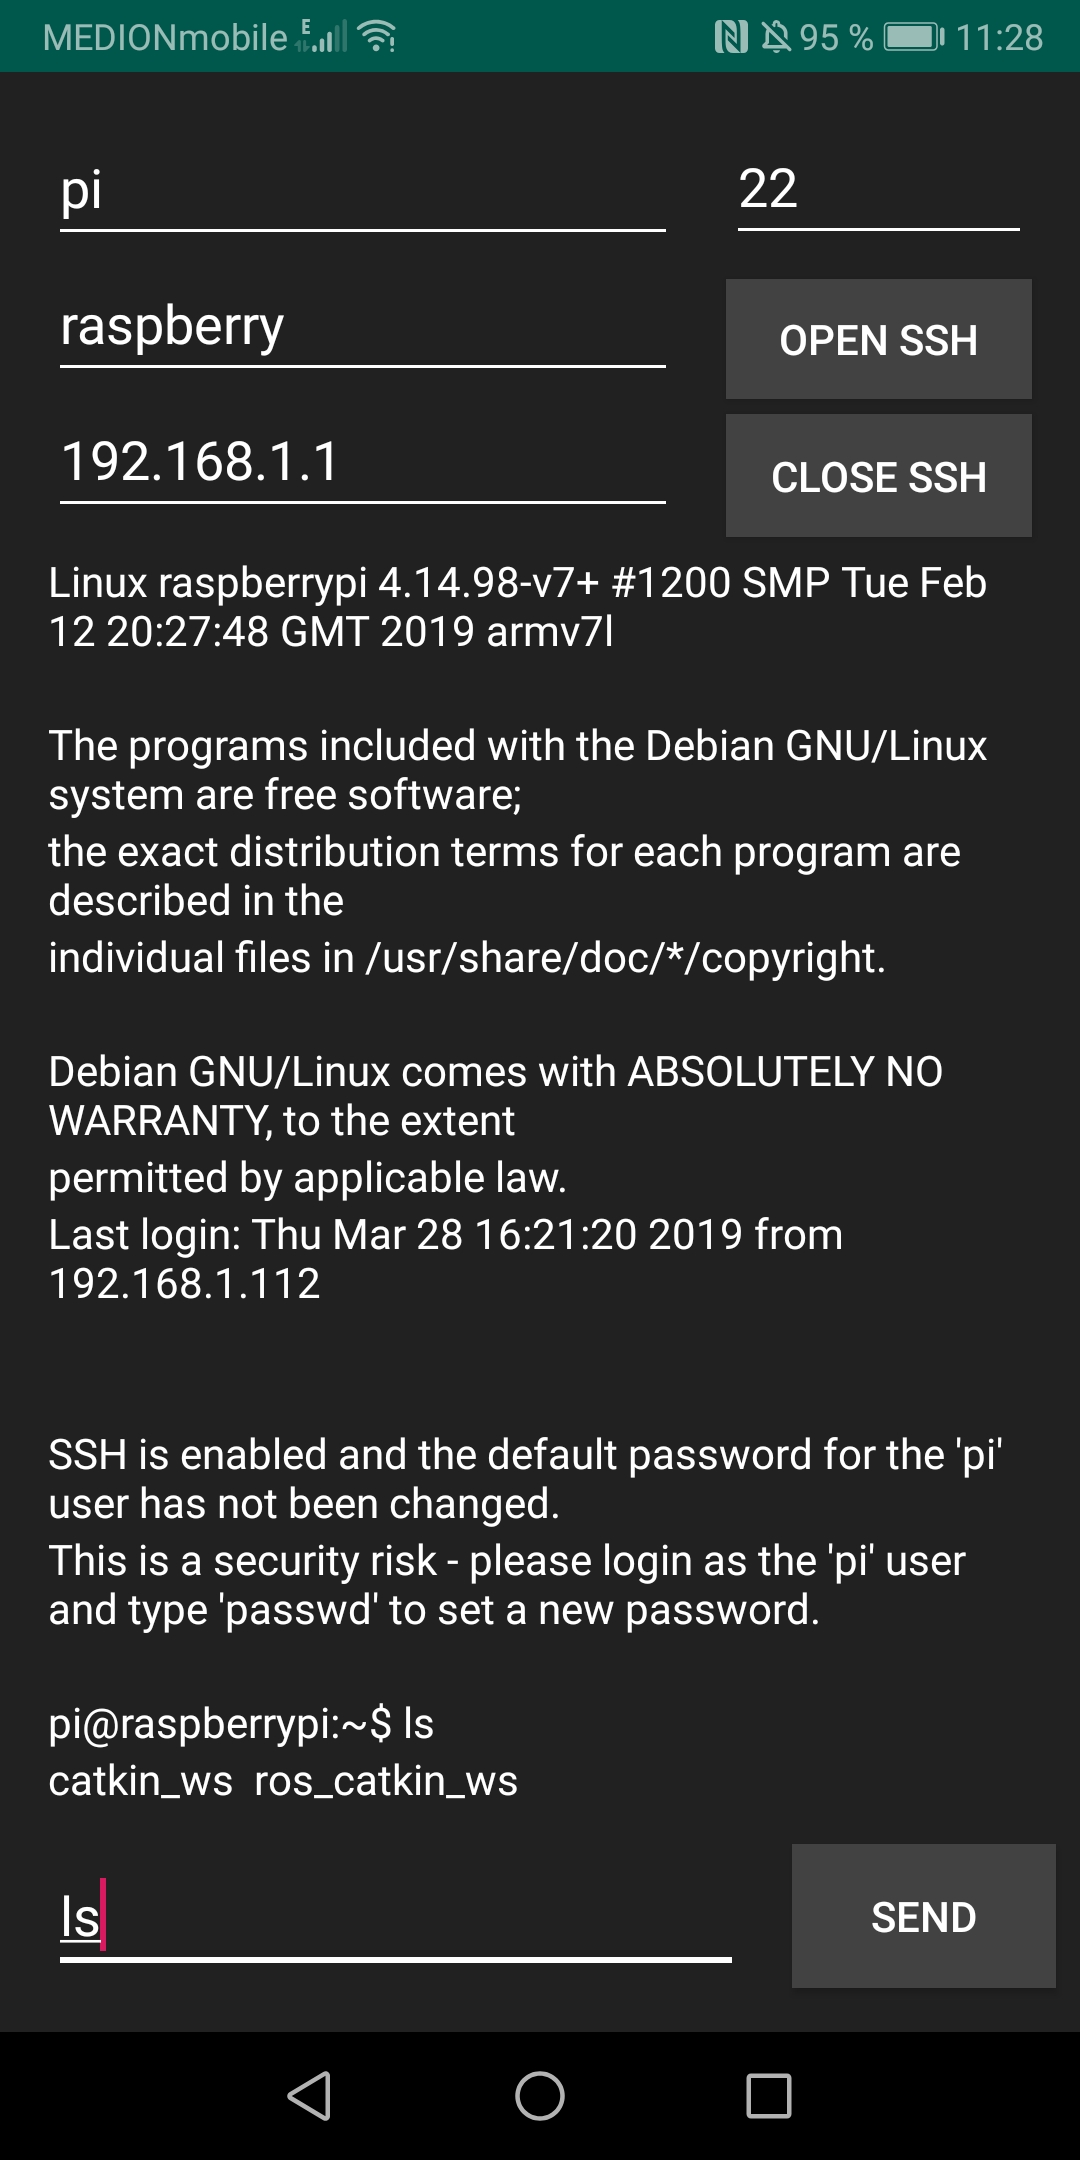 MEDIONmobile E 95 % 11:28
pi 22
raspberry
OPEN SSH
192.168.1.1
CLOSE SSH
Linux raspberrypi 4.14.98-v7+ #1200 SMP Tue Feb
12 20:27:48 GMT 2019 armv7l
The programs included with the Debian GNU/Linux
system are free software;
the exact distribution terms for each program are
described in the
individual files in /usr/share/doc/*/copyright.
Debian GNU/Linux comes with ABSOLUTELY NO
WARRANTY, to the extent
permitted by applicable law.
Last login: Thu Mar 28 16:21:20 2019 from
192.168.1.112
SSH is enabled and the default password for the 'pi'
user has not been changed.
This is a security risk - please login as the 'pi' user
and type 'passwd' to set a new password.
pi@raspberrypi:~$ ls
catkin_ws  ros_catkin_ws
ls
SEND